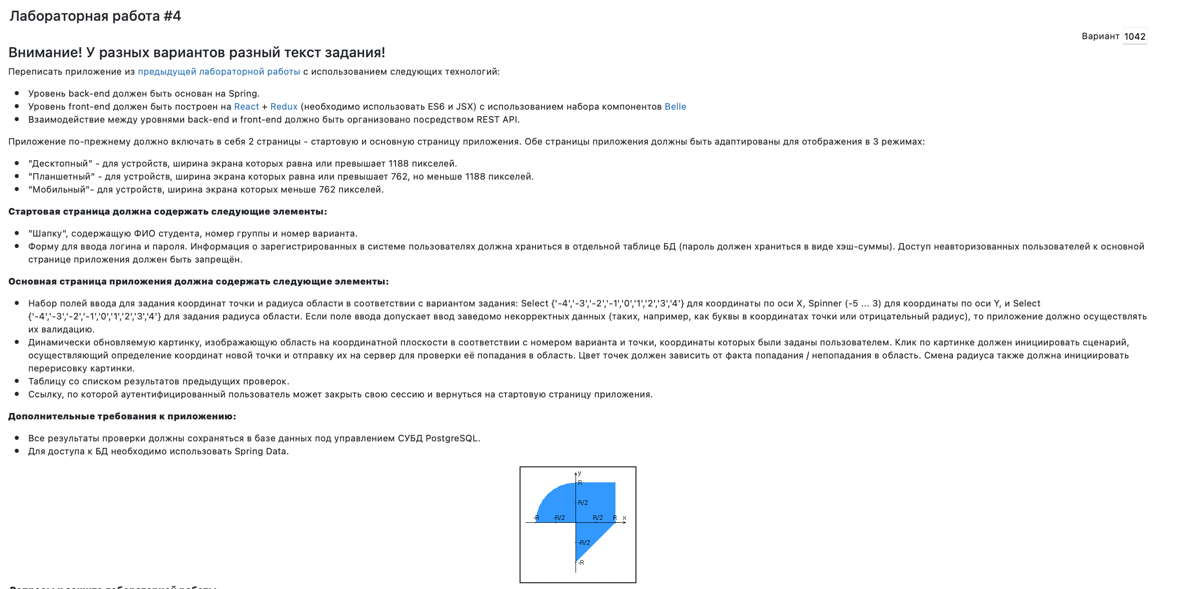 Лабораторная работа #4
Вариант 1042
Внимание! У разных вариантов разный текст задания!
Переписать приложение из предыдущей лабораторной работы с использованием следующих технологий:
Уровень back-end должен быть основан на Spring.
Уровень front-end должен быть построен на React + Redux (необходимо использовать ES6 и JSX) с использованием набора компонентов Belle
Взаимодействие между уровнями back-end и front-end должно быть организовано посредством REST API.
Приложение по-прежнему должно включать в себя 2 страницы - стартовую и основную страницу приложения. Обе страницы приложения должны быть адаптированы для отображения в 3 режимах:
"Десктопный" - для устройств, ширина экрана которых равна или превышает 1188 пикселей.
"Планшетный" - для устройств, ширина экрана которых равна или превышает 762, но меньше 1188 пикселей.
"Мобильный"- для устройств, ширина экрана которых меньше 762 пикселей.
Стартовая страница должна содержать следующие элементы:
"Шапку", содержащую ФИО студента, номер группы и номер варианта.
Форму для ввода логина и пароля. Информация о зарегистрированных в системе пользователях должна храниться в отдельной таблице БД (пароль должен храниться в виде хэш-суммы). Доступ неавторизованных пользователей к основной
странице приложения должен быть запрещён.
Основная страница приложения должна содержать следующие элементы:
Набор полей ввода для задания координат точки и радиуса области в соответствии с вариантом задания: Select {'-4','-3','-2','-1','0','1','2','3','4'} для координаты по оси X, Spinner (-5 ... 3) для координаты по оси Y, и Select
{'-4','-3','-2','-1','0','1','2','3','4'} для задания радиуса области. Если поле ввода допускает ввод заведомо некорректных данных (таких, например, как буквы в координатах точки или отрицательный радиус), то приложение должно осуществлять
их валидацию.
Динамически обновляемую картинку, изображающую область на координатной плоскости в соответствии с номером варианта и точки, координаты которых были заданы пользователем. Клик по картинке должен инициировать сценарий,
осуществляющий определение координат новой точки и отправку их на сервер для проверки её попадания в область. Цвет точек должен зависить от факта попадания / непопадания в область. Смена радиуса также должна инициировать
перерисовку картинки.
Таблицу со списком результатов предыдущих проверок.
Ссылку, по которой аутентифицированный пользователь может закрыть свою сессию и вернуться на стартовую страницу приложения.
Дополнительные требования к приложению:
Все результаты проверки должны сохраняться в базе данных под управлением СУБД PostgreSQL.
Для доступа к БД необходимо использовать Spring Data.
y
R
R/2
-R -R/2 R/2 R x
-R/2
-R